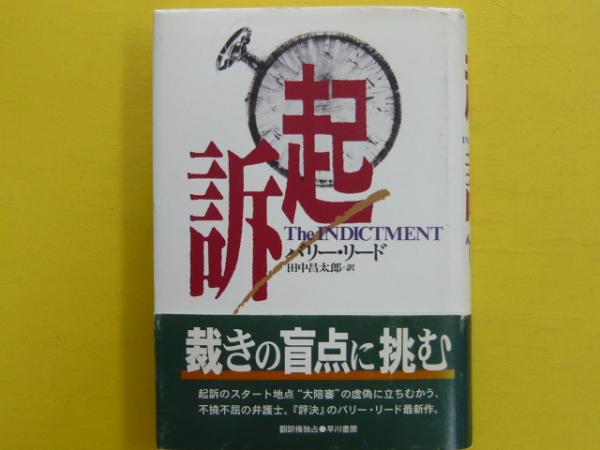 起訴
The INDICTMENT
バリー・リード
田中昌太郎=訳
裁きの盲点に挑む
起訴のスタート地点“大陪審”の虚偽に立ちむかう、
不撓不屈の弁護士。『評決』のバリー・リード最新作。
翻訳権独占●早川書房